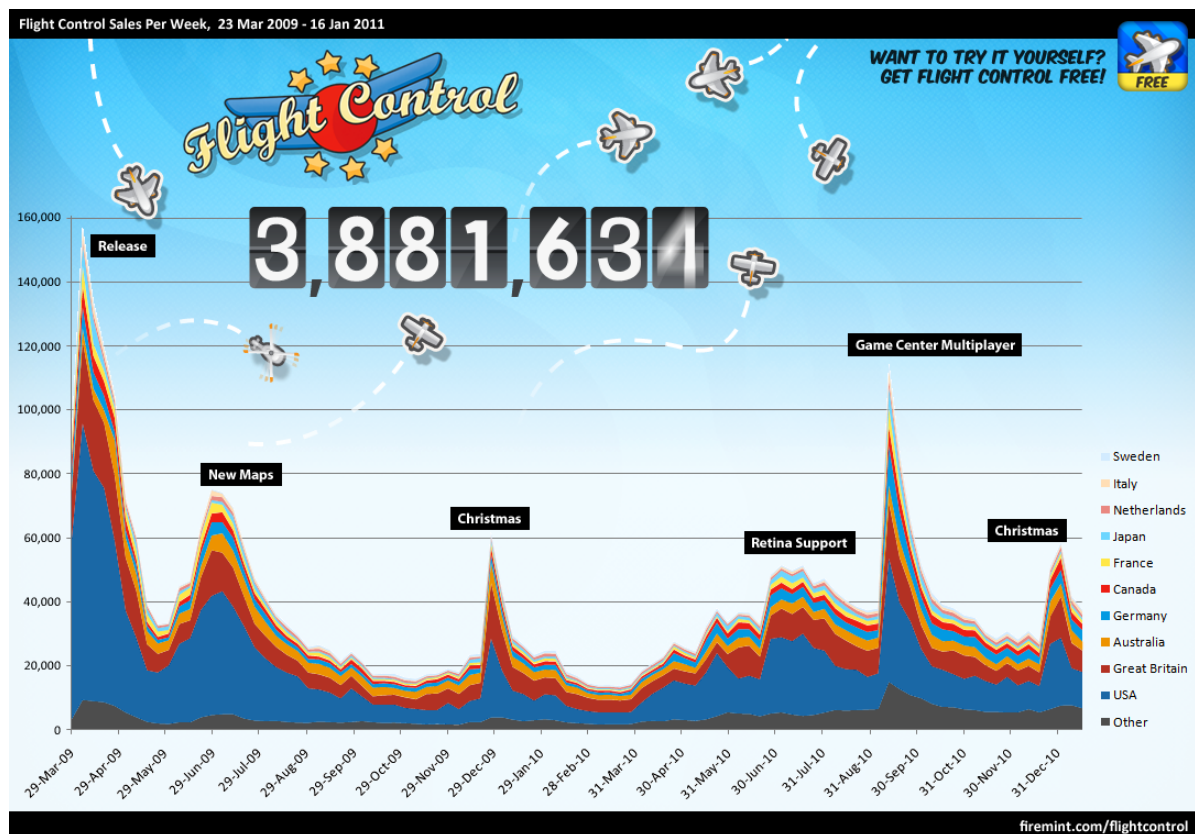 Flight Control Sales Per Week, 23 Mar 2009 - 16 Jan 2011
WANT TO TRY IT YOURSELF?
GET FLIGHT CONTROL FREE!
FREE
Flight Control
3,881,631
160,000
140,000
120,000
100,000
80,000
60,000
40,000
20,000
0
Release
New Maps
Christmas
Retina Support
Game Center Multiplayer
Christmas
Sweden
Italy
Netherlands
Japan
France
Canada
Germany
Australia
Great Britain
USA
Other
29-Mar-09
29-Apr-09
29-May-09
29-Jun-09
29-Jul-09
29-Aug-09
29-Sep-09
29-Oct-09
29-Nov-09
29-Dec-09
29-Jan-10
28-Feb-10
31-Mar-10
30-Apr-10
31-May-10
30-Jun-10
31-Jul-10
31-Aug-10
30-Sep-10
31-Oct-10
30-Nov-10
31-Dec-10
firemint.com/flightcontrol